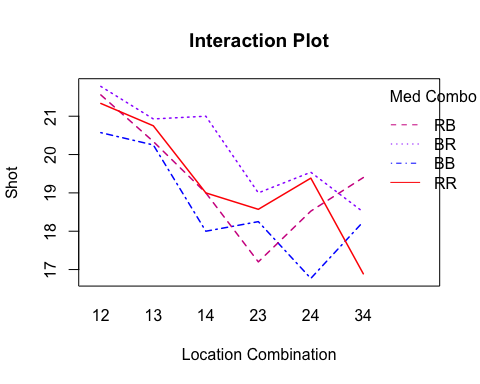 Interaction Plot
Med Combo
RB
BR
BB
RR
Shot
21
20
19
18
17
12 13 14 23 24 34
Location Combination